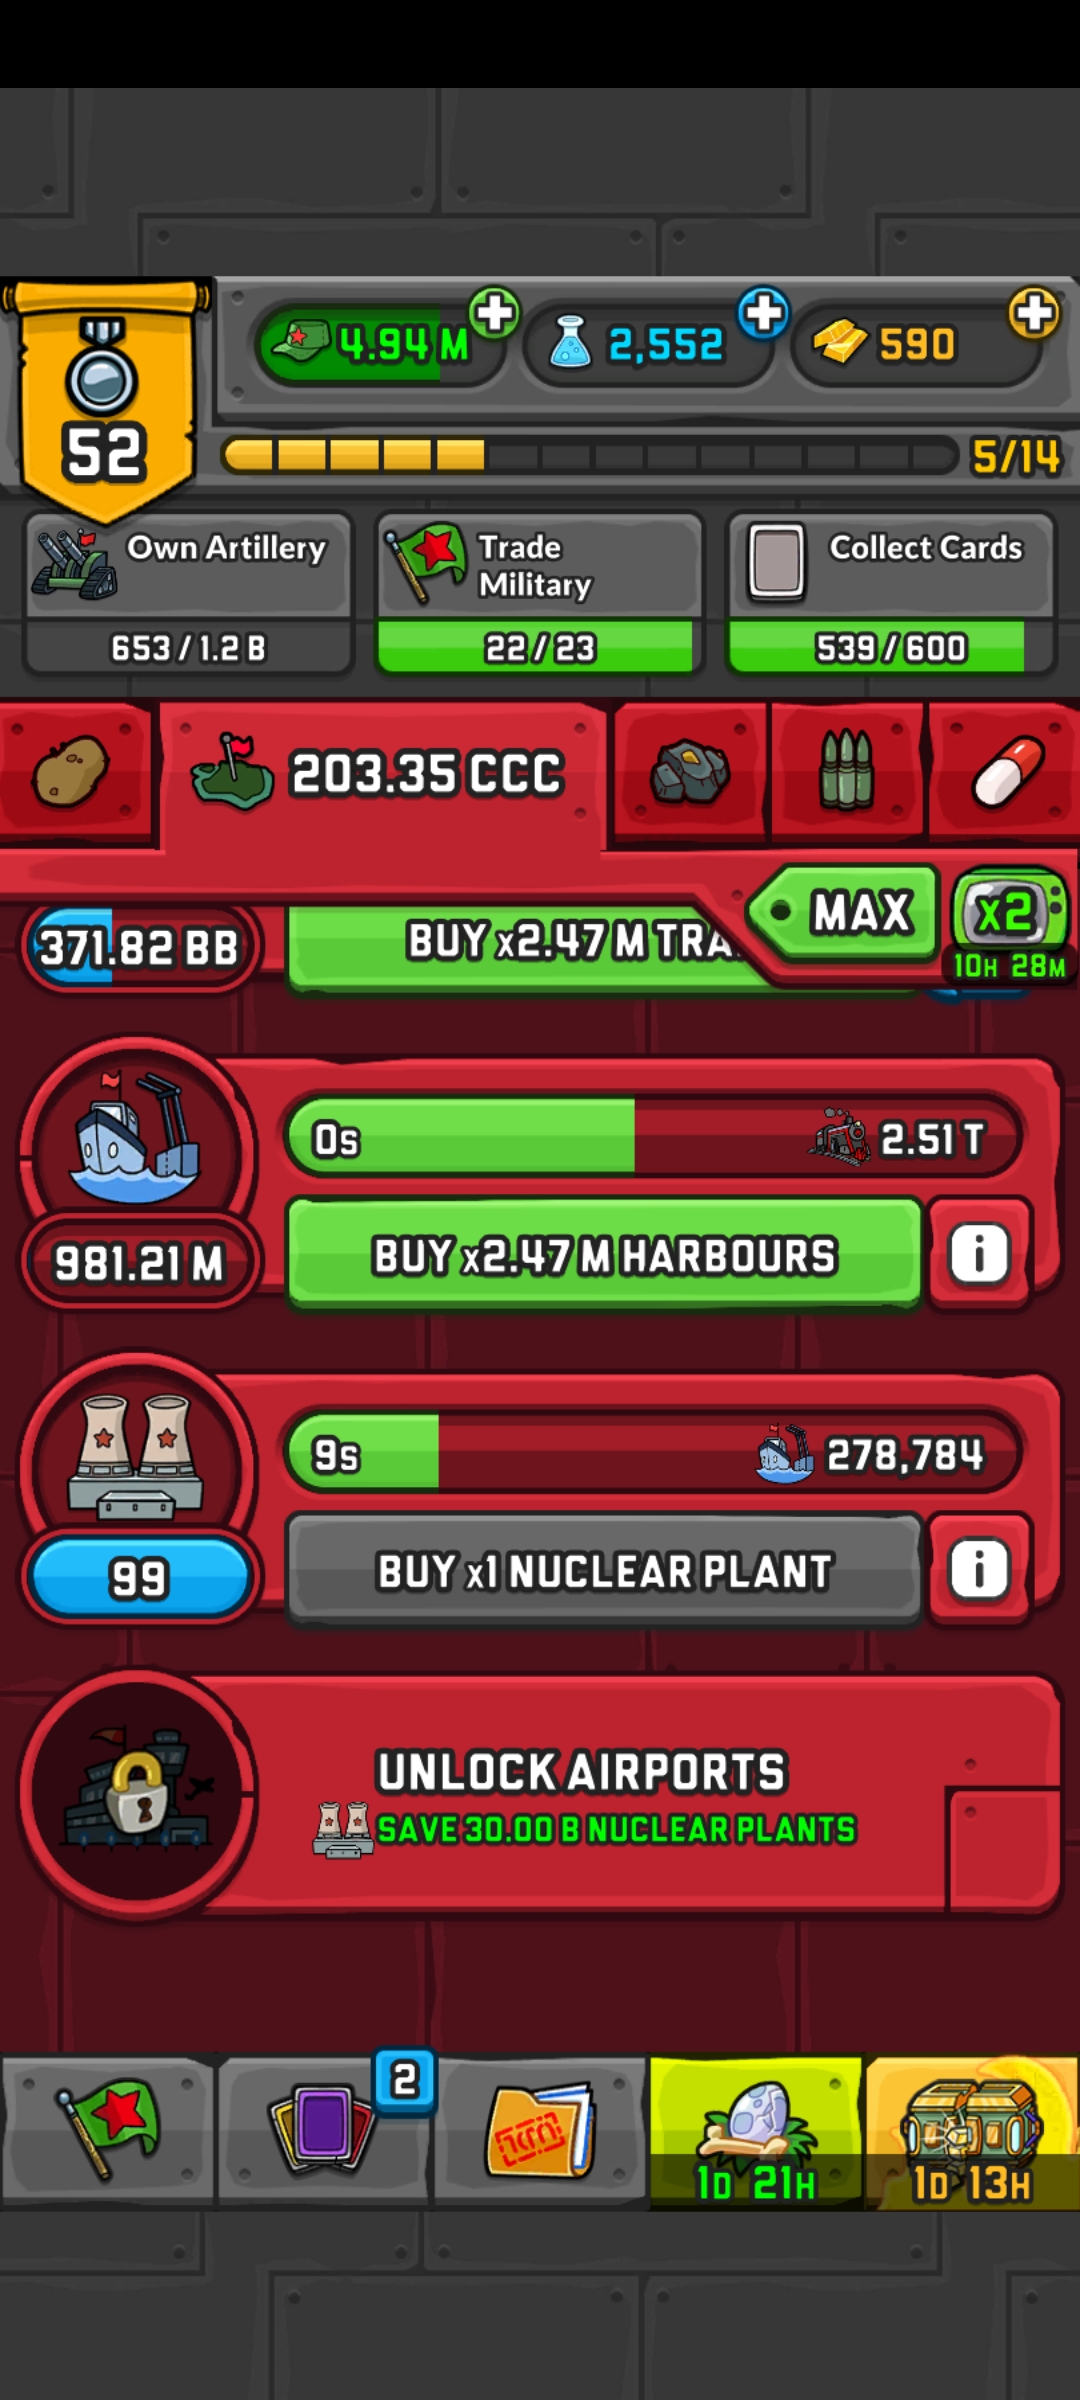 4.94 M
2,552
590
52
5/14
Own Artillery
653 / 1.2 B
Trade
Military
22 / 23
Collect Cards
539 / 600
203.35 CCC
MAX
x2
10H 28M
371.82 BB
BUY x2.47 M TRA
0s
2.51 T
981.21 M
BUY x2.47 M HARBOURS
i
9s
278,784
99
BUY x1 NUCLEAR PLANT
i
UNLOCK AIRPORTS
SAVE 30.00 B NUCLEAR PLANTS
2
1D 21H
1D 13H